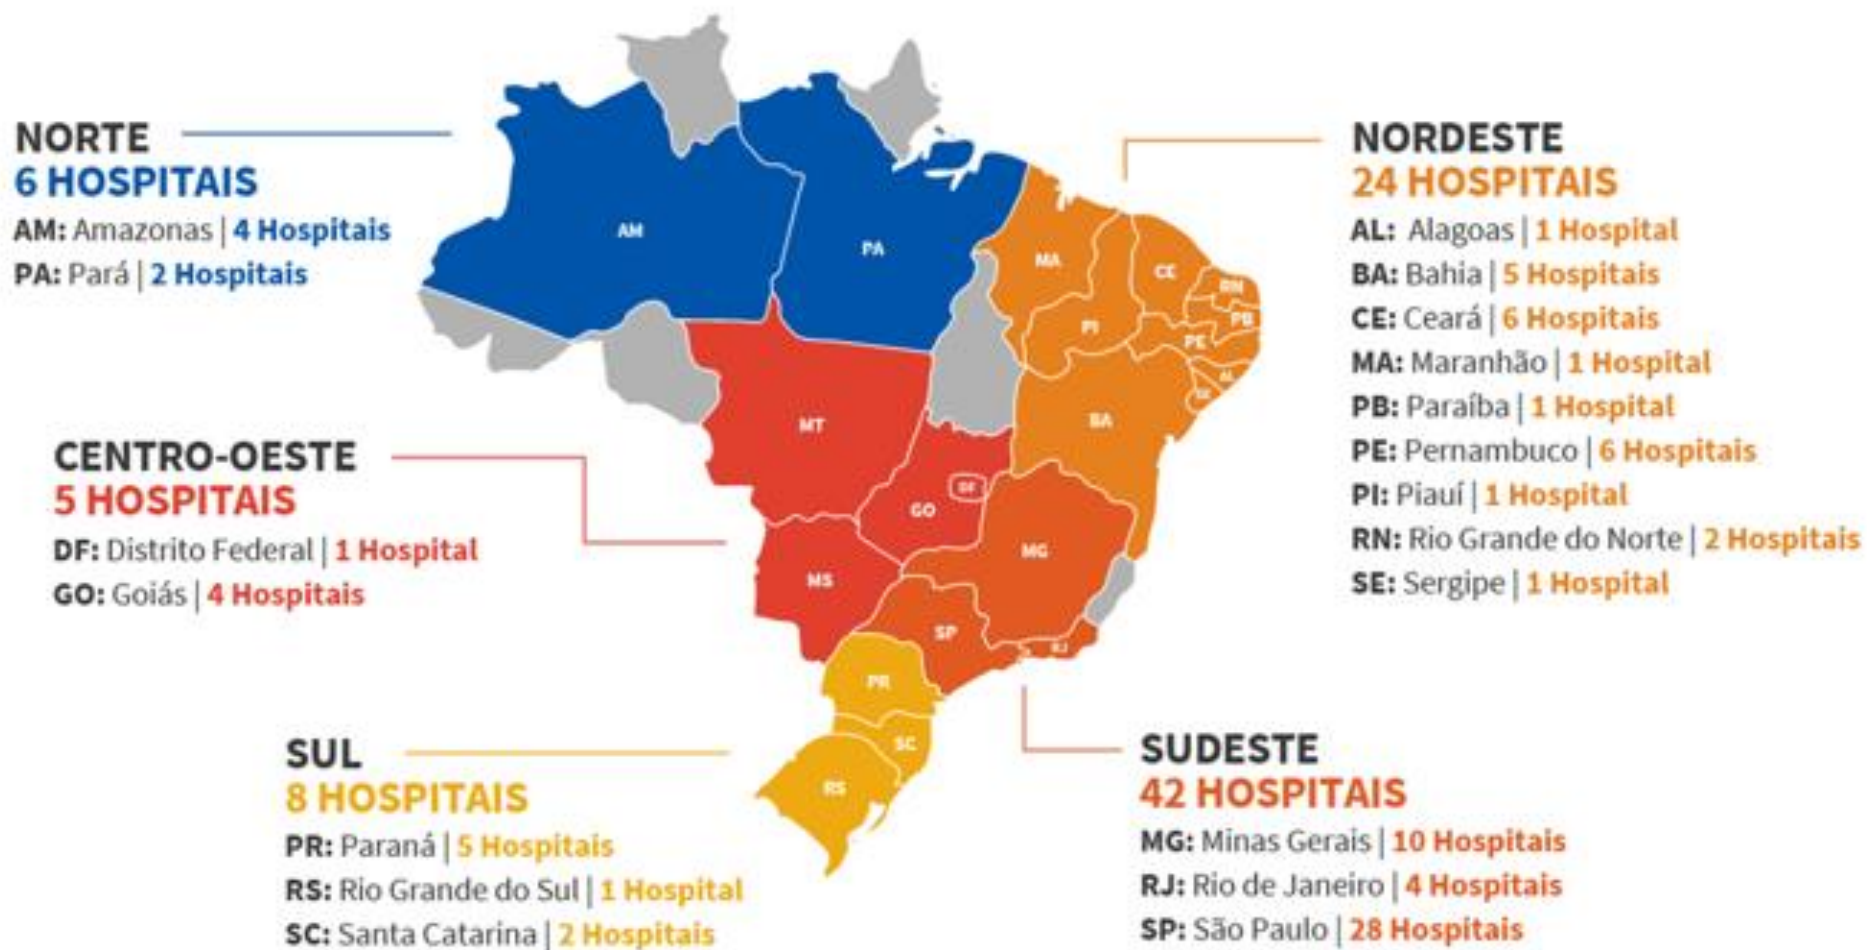 NORTE
6 HOSPITAIS
AM: Amazonas | 4 Hospitais
PA: Pará | 2 Hospitais
CENTRO-OESTE
5 HOSPITAIS
DF: Distrito Federal | 1 Hospital
GO: Goiás | 4 Hospitais
SUL
8 HOSPITAIS
PR: Paraná | 5 Hospitais
RS: Rio Grande do Sul | 1 Hospital
SC: Santa Catarina | 2 Hospitais
AM
PA
MA
CE
RN
PB
PI
PE
AL
SE
BA
MT
DF
GO
MG
MS
SP
RJ
PR
SC
RS
NORDESTE
24 HOSPITAIS
AL: Alagoas | 1 Hospital
BA: Bahia | 5 Hospitais
CE: Ceará | 6 Hospitais
MA: Maranhão | 1 Hospital
PB: Paraíba | 1 Hospital
PE: Pernambuco | 6 Hospitais
PI: Piauí | 1 Hospital
RN: Rio Grande do Norte | 2 Hospitais
SE: Sergipe | 1 Hospital
SUDESTE
42 HOSPITAIS
MG: Minas Gerais | 10 Hospitais
RJ: Rio de Janeiro | 4 Hospitais
SP: São Paulo | 28 Hospitais